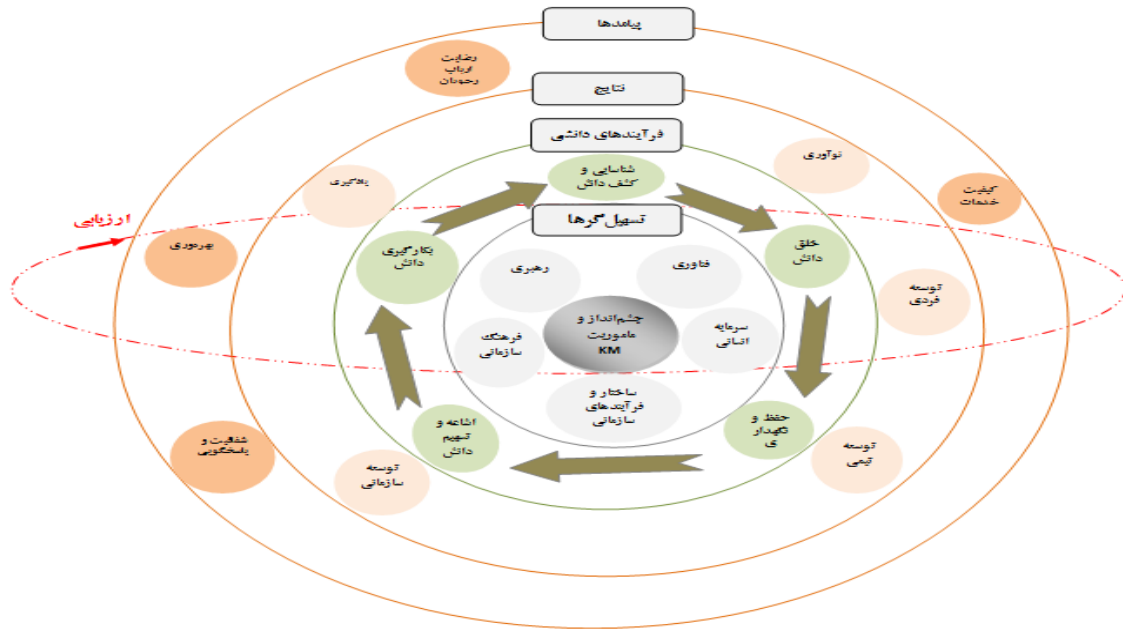 پیامدها
رضایت
ارباب
رجوعان
نتایج
فرآیندهای دانشی
نوآوری
شناسایی و
کشف دانش
یادگیری
کیفیت
خدمات
ارزیابی
تسهیل‌گرها
بهره‌وری
بکارگیری
دانش
رهبری
فناوری
خلق
دانش
توسعه
فردی
چشم‌انداز و
ماموریت
KM
فرهنگ
سازمانی
سرمایه
انسانی
ساختار و
فرآیندهای
سازمانی
اشاعه و
تسهیم
دانش
حفظ و
نگهدار
ی
شفافیت و
پاسخگویی
توسعه
سازمانی
توسعه
تیمی